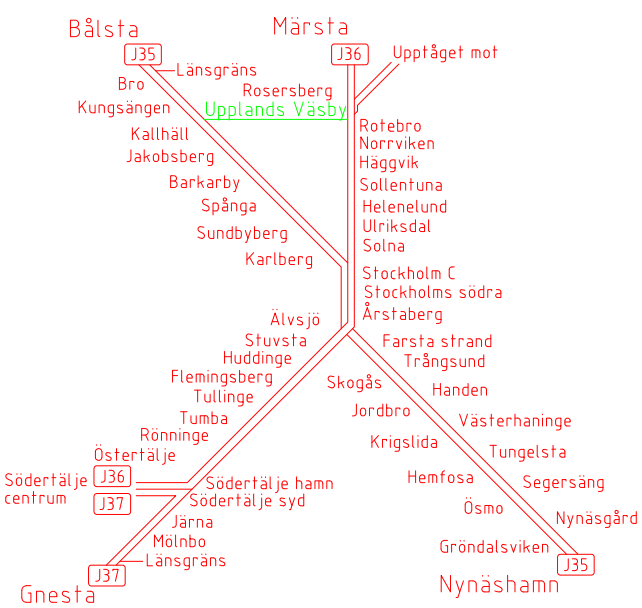 Bålsta
J35
Länsgräns
Bro
Kungsängen
Kallhäll
Jakobsberg
Barkarby
Spånga
Sundbyberg
Karlberg
Märsta
J36
Upptåget mot
Rosersberg
Upplands Väsby
Rotebro
Norrviken
Häggvik
Sollentuna
Helenelund
Ulriksdal
Solna
Stockholm C
Stockholms södra
Årstaberg
Älvsjö
Stuvsta
Huddinge
Flemingsberg
Tullinge
Tumba
Rönninge
Östertälje
Södertälje
centrum
J36
J37
Södertälje hamn
Södertälje syd
Järna
Mölnbo
Länsgräns
J37
Gnesta
Farsta strand
Trångsund
Skogås
Handen
Jordbro
Västerhaninge
Krigslida
Tungelsta
Hemfosa
Segersäng
Ösmo
Nynäsgård
Gröndalsviken
J35
Nynäshamn